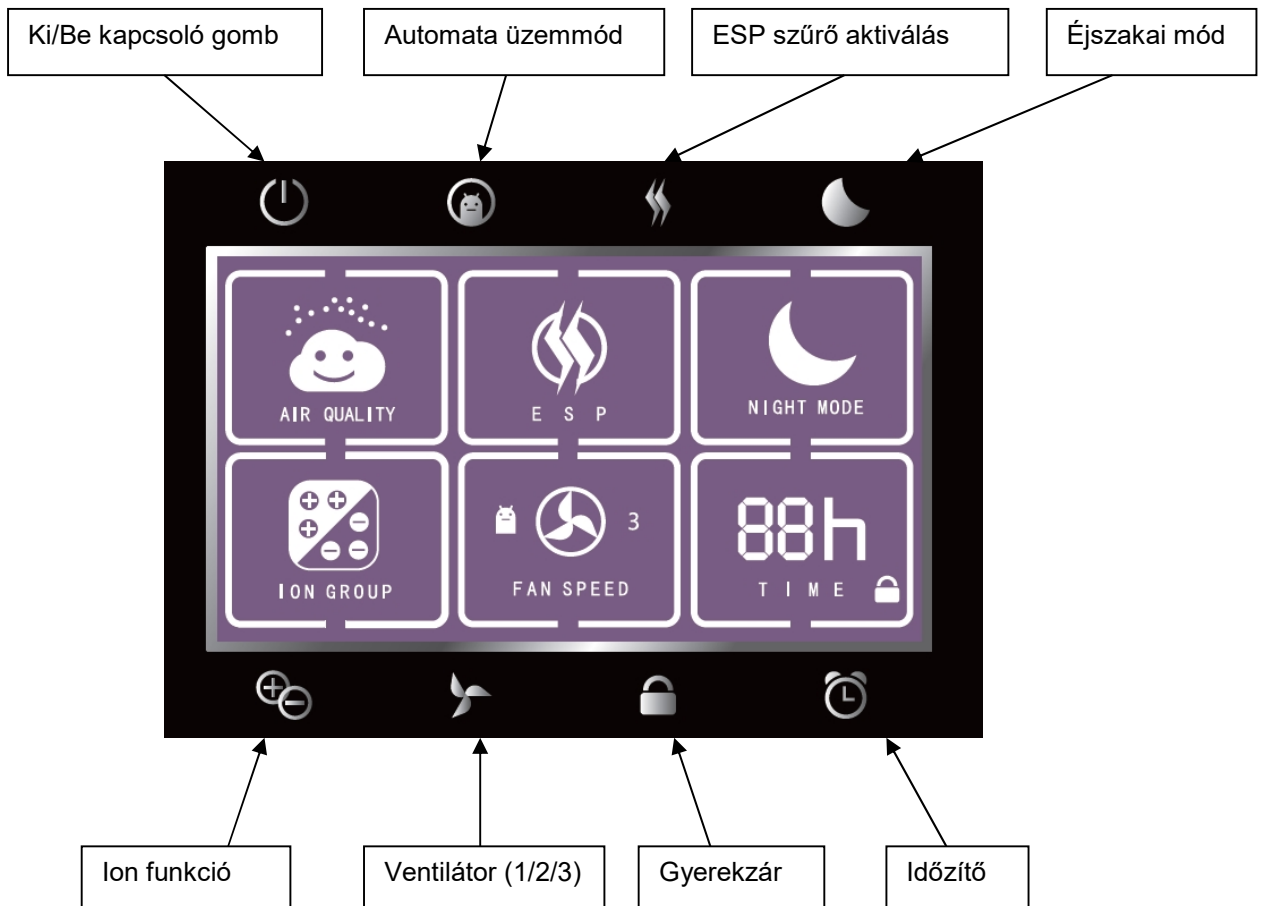 Ki/Be kapcsoló gomb
Automata üzemmód
ESP szűrő aktiválás
Éjszakai mód
AIR QUALITY
E S P
NIGHT MODE
ION GROUP
3
FAN SPEED
88h
T I M E
Ion funkció
Ventilátor (1/2/3)
Gyerekzár
Időzítő